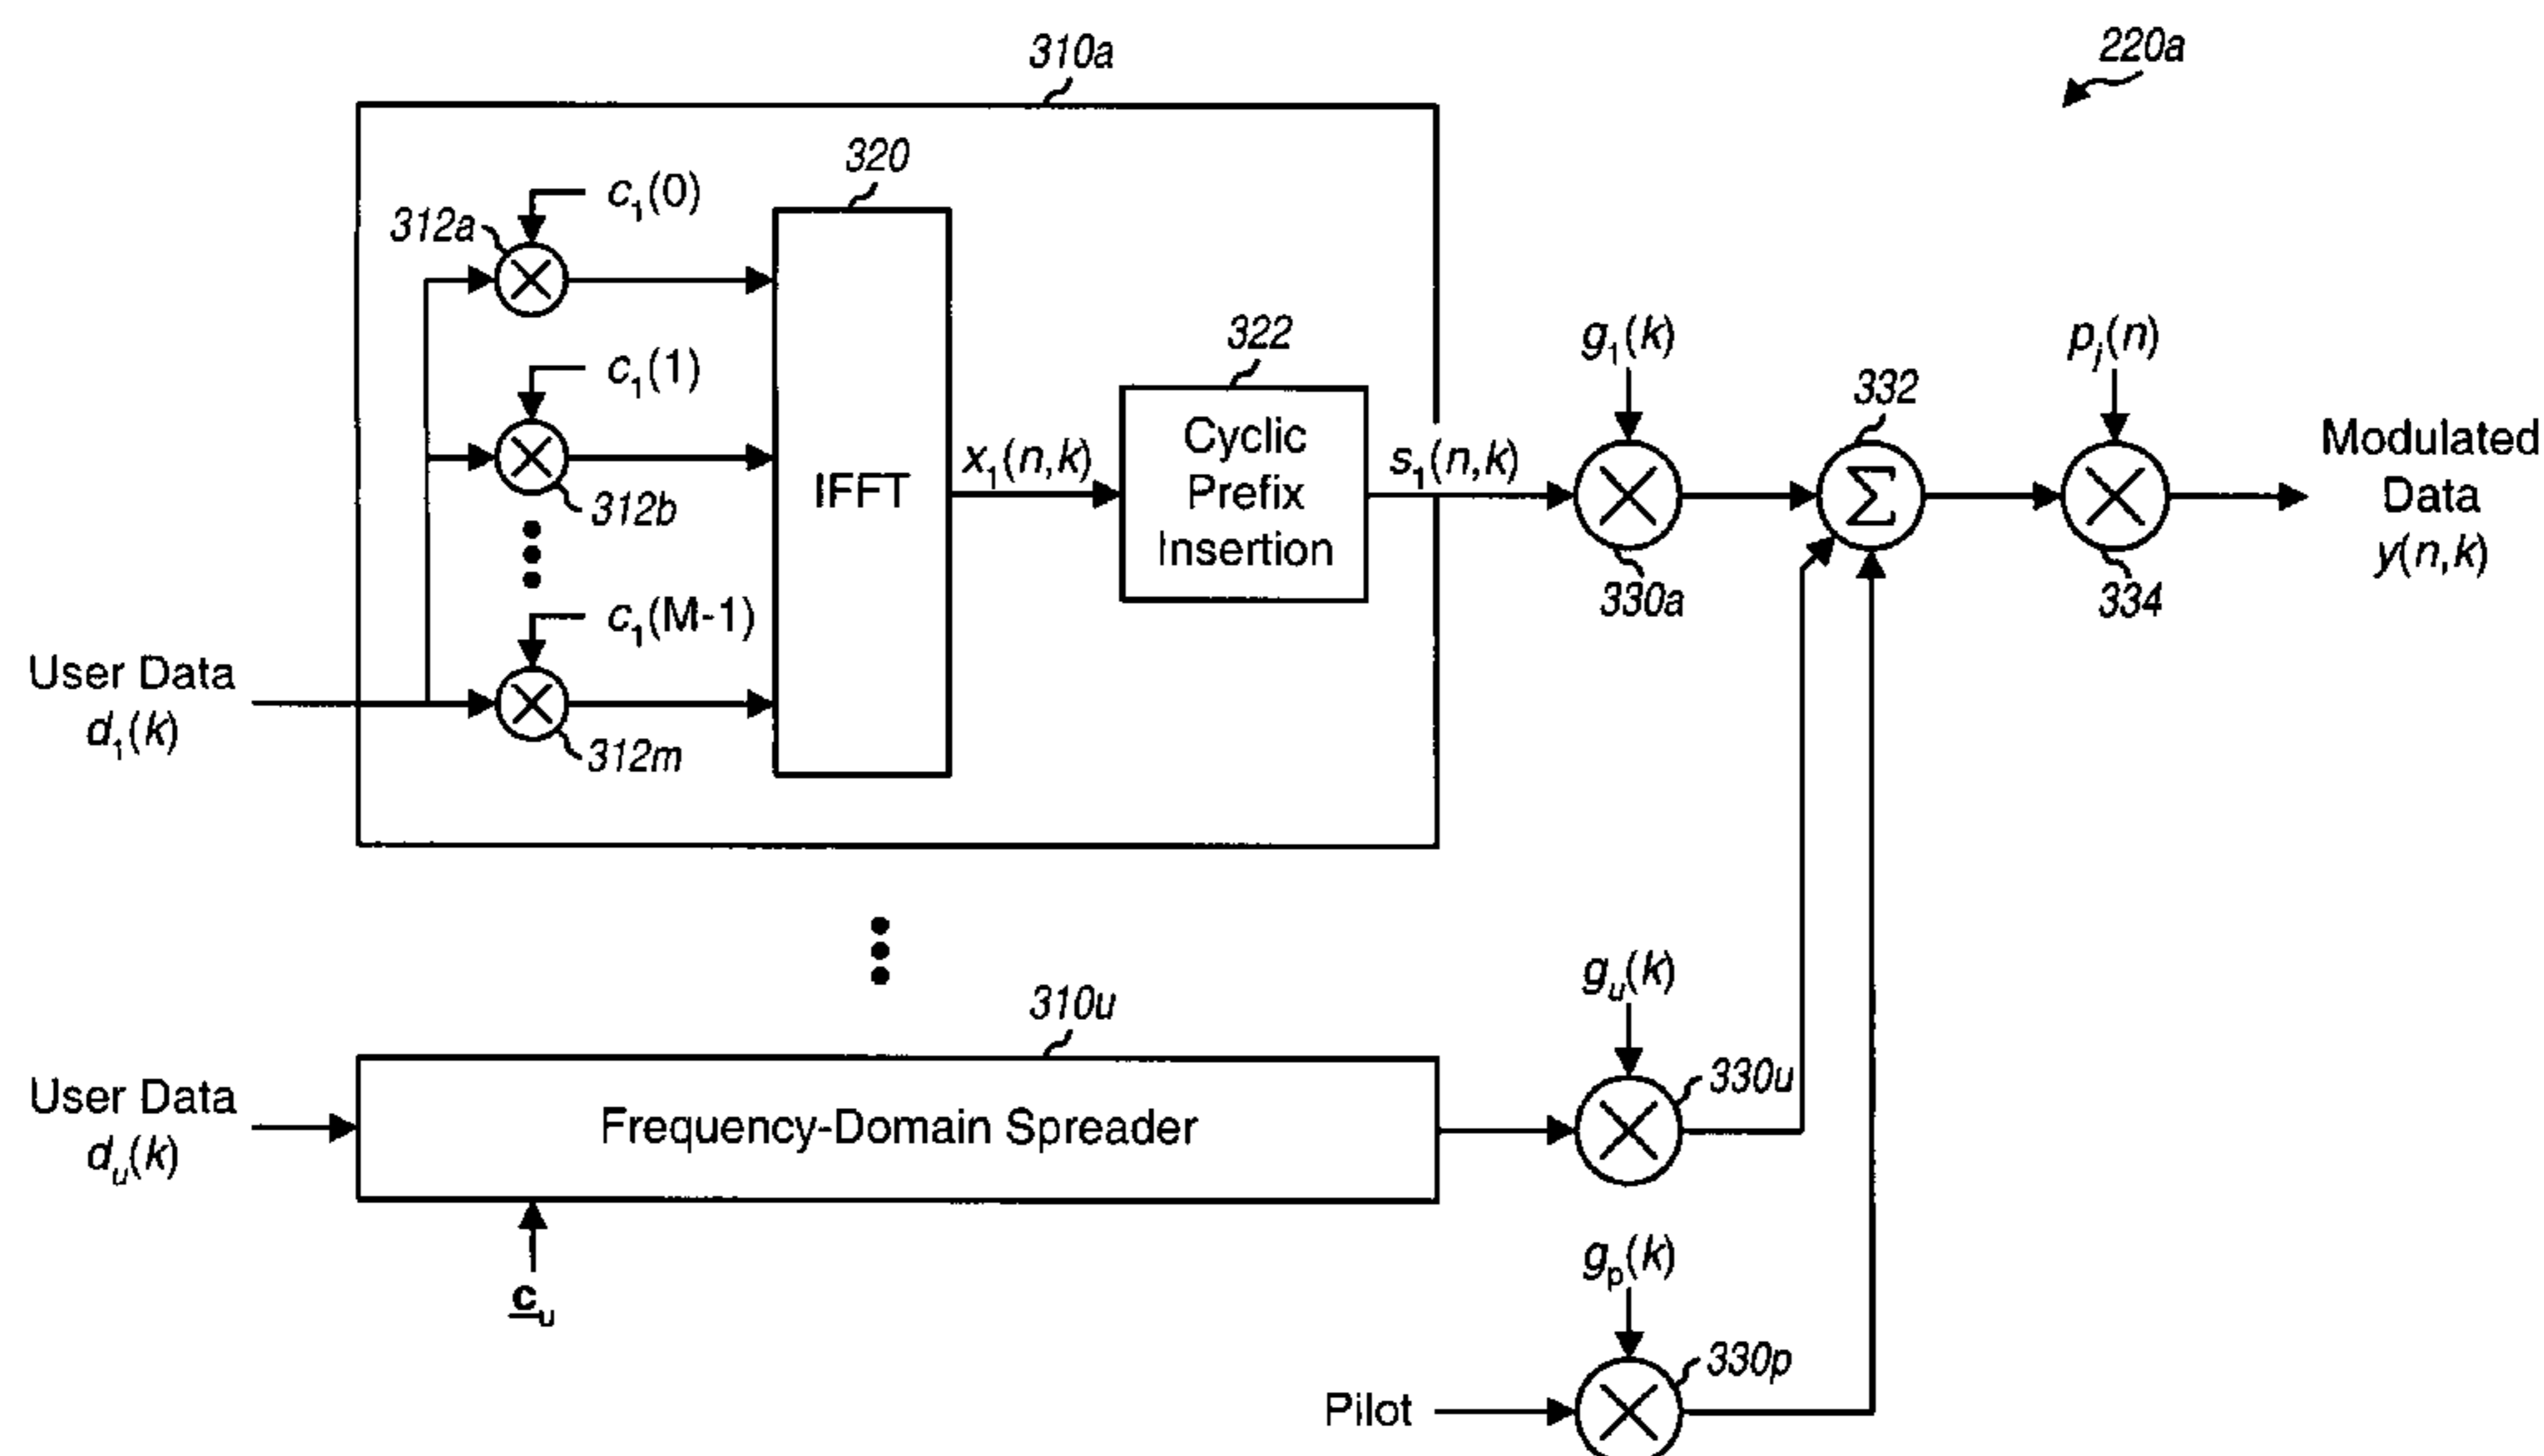 310a
220a
320
c₁(0)
312a
c₁(1)
312b
c₁(M-1)
312m
User Data
d₁(k)
IFFT
x₁(n,k)
322
Cyclic
Prefix
Insertion
s₁(n,k)
g₁(k)
330a
332
Σ
pⱼ(n)
334
Modulated
Data
y(n,k)
310u
User Data
dᵤ(k)
Frequency-Domain Spreader
cᵤ
gᵤ(k)
330u
gₚ(k)
330p
Pilot